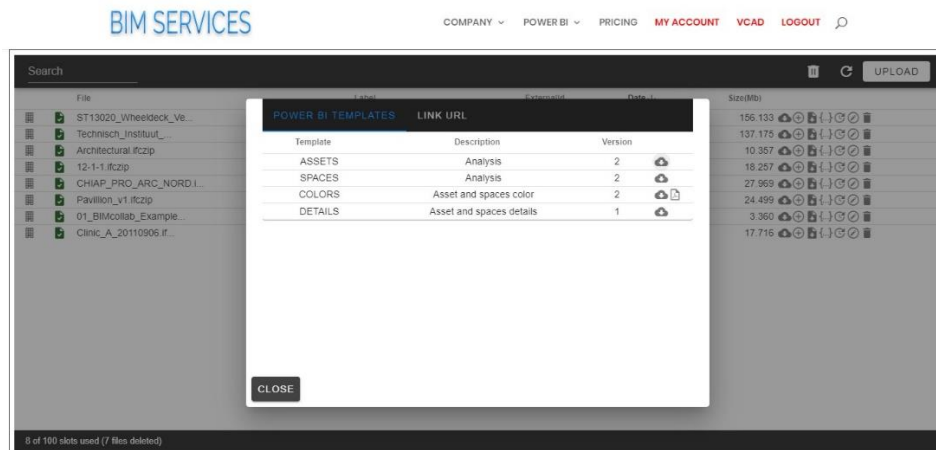 BIM SERVICES
COMPANY POWER BI PRICING MY ACCOUNT VCAD LOGOUT
Search UPLOAD
File Label ExternalId Date Size(Mb)
POWER BI TEMPLATES LINK URL
Template Description Version
ASSETS Analysis 2
SPACES Analysis 2
COLORS Asset and spaces color 2
DETAILS Asset and spaces details 1
CLOSE
ST13020_Wheeldeck_Ve... 156.133
Technisch_Instituut_... 137.175
Architectural.ifczip 10.357
12-1-1.ifczip 18.257
CHIAP_PRO_ARC_NORD.i... 27.969
Pavillion_v1.ifczip 24.499
01_BIMcollab_Example... 3.360
Clinic_A_20110906.if... 17.716
8 of 100 slots used (7 files deleted)